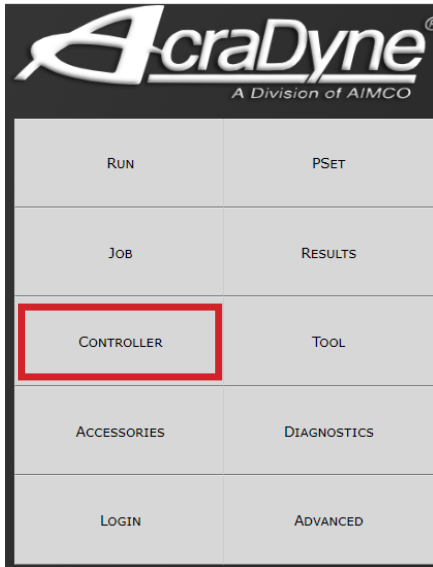 AcraDyne®
A Division of AIMCO
RUN PSET
JOB RESULTS
CONTROLLER TOOL
ACCESSORIES DIAGNOSTICS
LOGIN ADVANCED